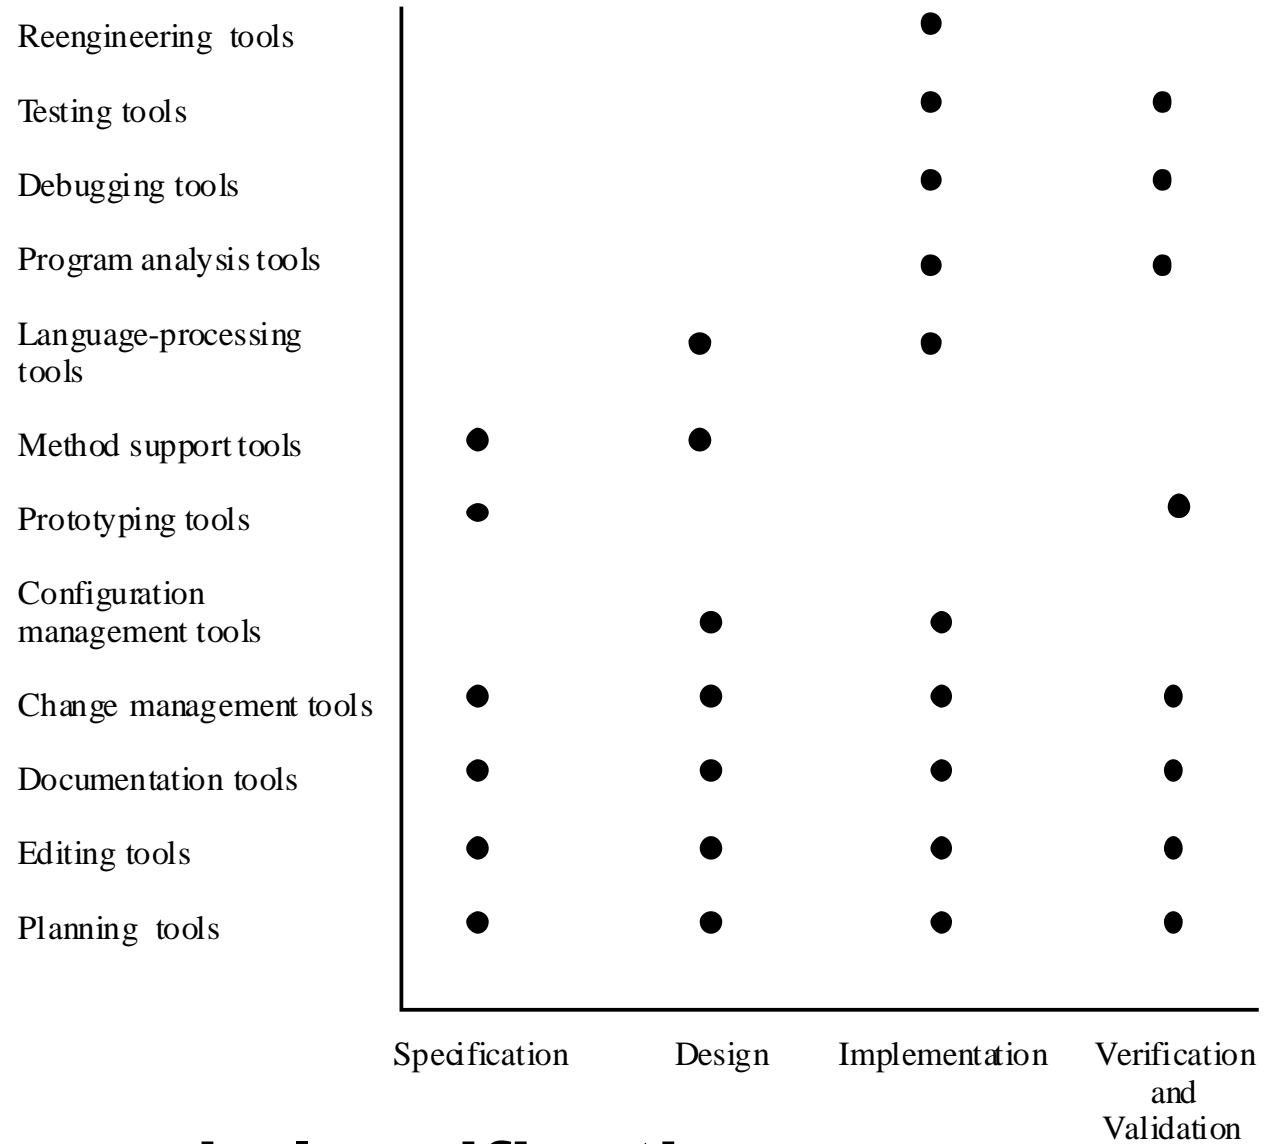 Reengineering tools
Testing tools
Debugging tools
Program analysis tools
Language-processing
tools
Method support tools
Prototyping tools
Configuration
management tools
Change management tools
Documentation tools
Editing tools
Planning tools
Specification Design Implementation Verification
and
Validation